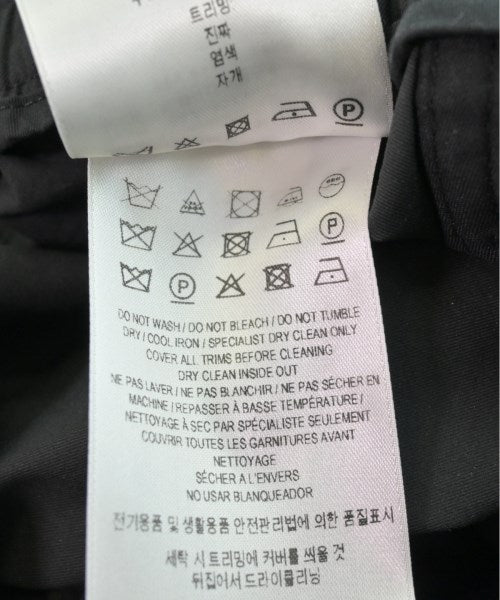 트리밍
진짜
염색
자개
P
P
P
DO NOT WASH / DO NOT BLEACH / DO NOT TUMBLE
DRY / COOL IRON / SPECIALIST DRY CLEAN ONLY
COVER ALL TRIMS BEFORE CLEANING
DRY CLEAN INSIDE OUT
NE PAS LAVER / NE PAS BLANCHIR / NE PAS SÉCHER EN
MACHINE / REPASSER À BASSE TEMPÉRATURE /
NETTOYAGE À SEC PAR SPÉCIALISTE SEULEMENT
COUVRIR TOUTES LES GARNITURES AVANT
NETTOYAGE
SÉCHER À L'ENVERS
NO USAR BLANQUEADOR
전기용품 및 생활용품 안전관리법에 의한 품질표시
세탁 시 트리밍에 커버를 씌울 것
뒤집어서 드라이클리닝